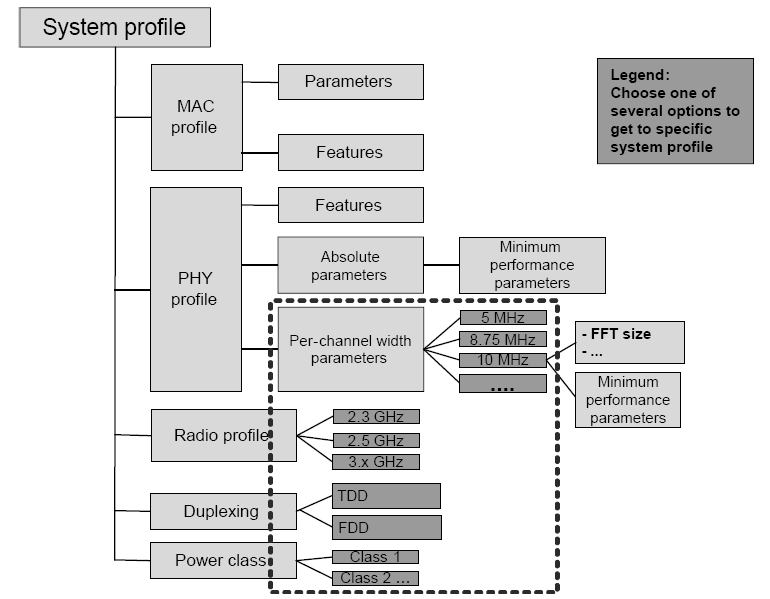 System profile
MAC
profile
Parameters
Features
Legend:
Choose one of
several options to
get to specific
system profile
PHY
profile
Features
Absolute
parameters
Minimum
performance
parameters
Per-channel width
parameters
5 MHz
8.75 MHz
10 MHz
....
- FFT size
- ...
Minimum
performance
parameters
Radio profile
2.3 GHz
2.5 GHz
3.x GHz
Duplexing
TDD
FDD
Power class
Class 1
Class 2 ...